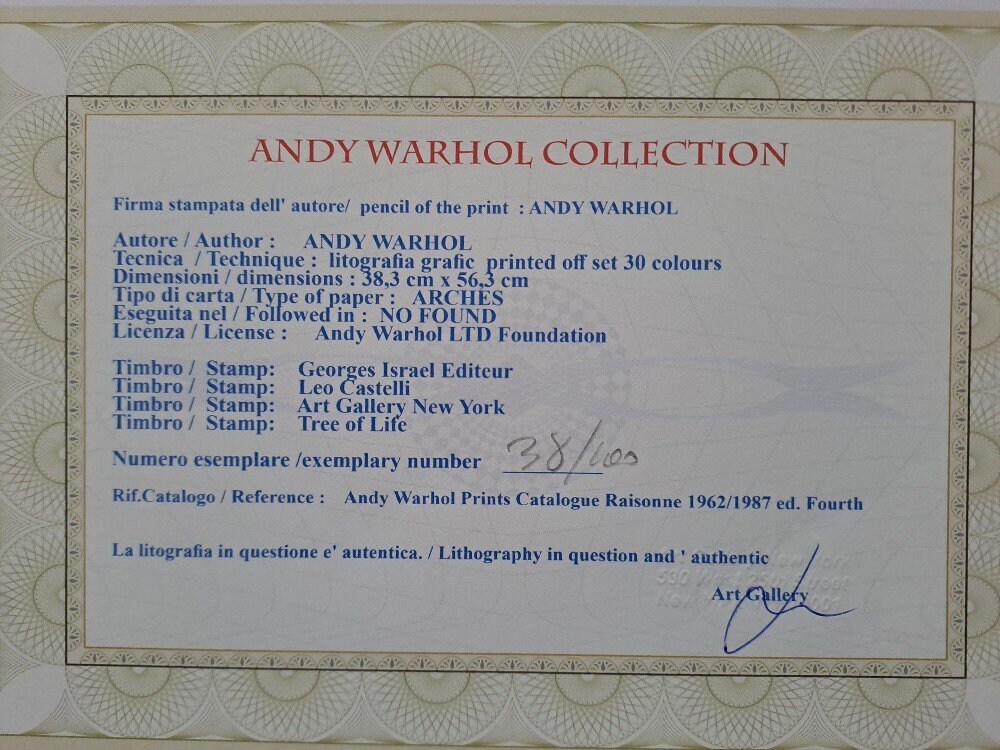 ANDY WARHOL COLLECTION
Firma stampata dell' autore/ pencil of the print : ANDY WARHOL
Autore / Author : ANDY WARHOL
Tecnica / Technique : litografia grafic printed off set 30 colours
Dimensioni / dimensions : 38,3 cm x 56,3 cm
Tipo di carta / Type of paper : ARCHES
Eseguita nel / Followed in : NO FOUND
Licenza / License : Andy Warhol LTD Foundation
Timbro / Stamp: Georges Israel Editeur
Timbro / Stamp: Leo Castelli
Timbro / Stamp: Art Gallery New York
Timbro / Stamp: Tree of Life
Numero esemplare /exemplary number 38/100
Rif.Catalogo / Reference : Andy Warhol Prints Catalogue Raisonne 1962/1987 ed. Fourth
La litografia in questione e' autentica. / Lithography in question and ' authentic
530 West 25th Street
Art Gallery